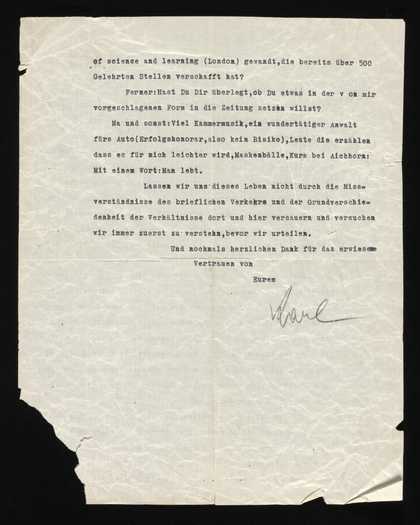 of science and learning (London) gewandt,die bereits über 500
Gelehrten Stellen verschafft hat?
Ferner:Hast Du Dir überlegt,ob Du etwas in der v on mir
vorgeschlagenen Form in die Zeitung setzen willst?
Na und sonst:Viel Kammermusik,ein wundertätiger Anwalt
fürs Auto(Erfolgshonorar,also kein Risiko),Leute die erzählen
dass es für mich leichter wird,Maskenbälle,Kurs bei Aichhorn:
Mit einem Wort:Man lebt.
Lassen wir uns dieses Leben nicht durch die Miss-
verständnisse des brieflichen Verkehrs und der Grundverschie-
denheit der Verhältnisse dort und hier versauern und versuchen
wir immer zuerst zu verstehn,bevor wir urteilen.
Und nochmals herzlichen Dank für das erwiesene
Vertrauen von
Eurem
Karl